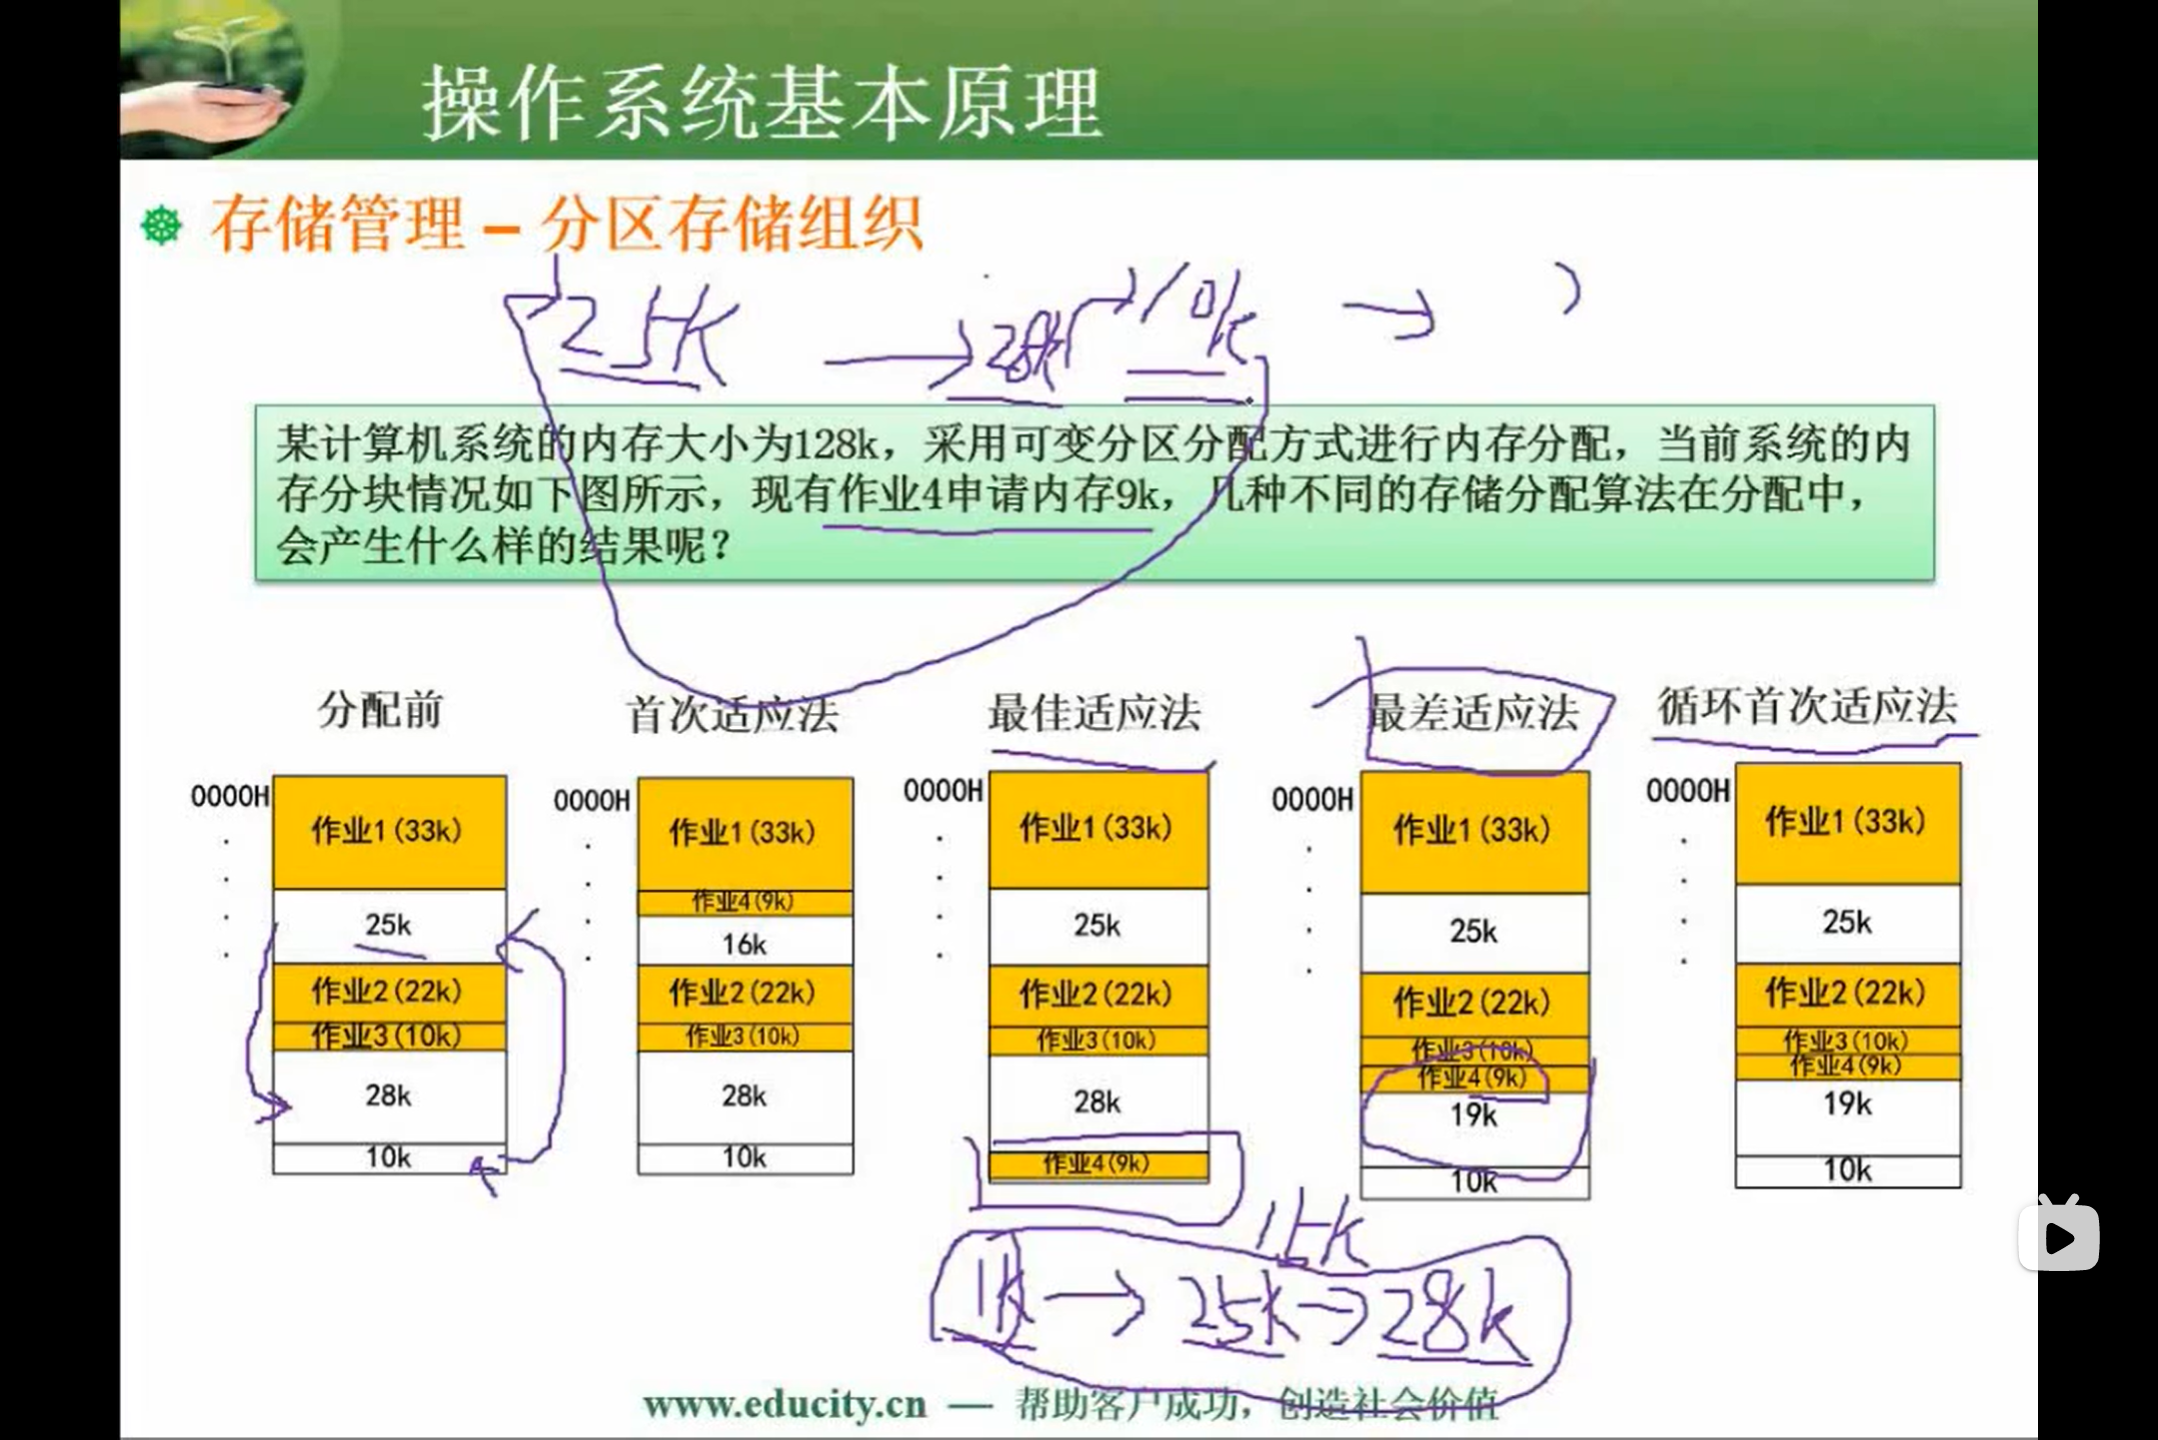 操作系统基本原理
存储管理 – 分区存储组织
25K → 28k → 10k →
某计算机系统的内存大小为128k，采用可变分区分配方式进行内存分配，当前系统的内
存分块情况如下图所示，现有作业4申请内存9k，几种不同的存储分配算法在分配中，
会产生什么样的结果呢？
分配前
0000H
作业1(33k)
25k
作业2(22k)
作业3(10k)
28k
10k
首次适应法
0000H
作业1(33k)
作业4(9k)
16k
作业2(22k)
作业3(10k)
28k
10k
最佳适应法
0000H
作业1(33k)
25k
作业2(22k)
作业3(10k)
28k
作业4(9k)
最差适应法
0000H
作业1(33k)
25k
作业2(22k)
作业3(10k)
作业4(9k)
19k
10k
循环首次适应法
0000H
作业1(33k)
25k
作业2(22k)
作业3(10k)
作业4(9k)
19k
10k
1k → 25k → 28k
www.educity.cn — 帮助客户成功，创造社会价值